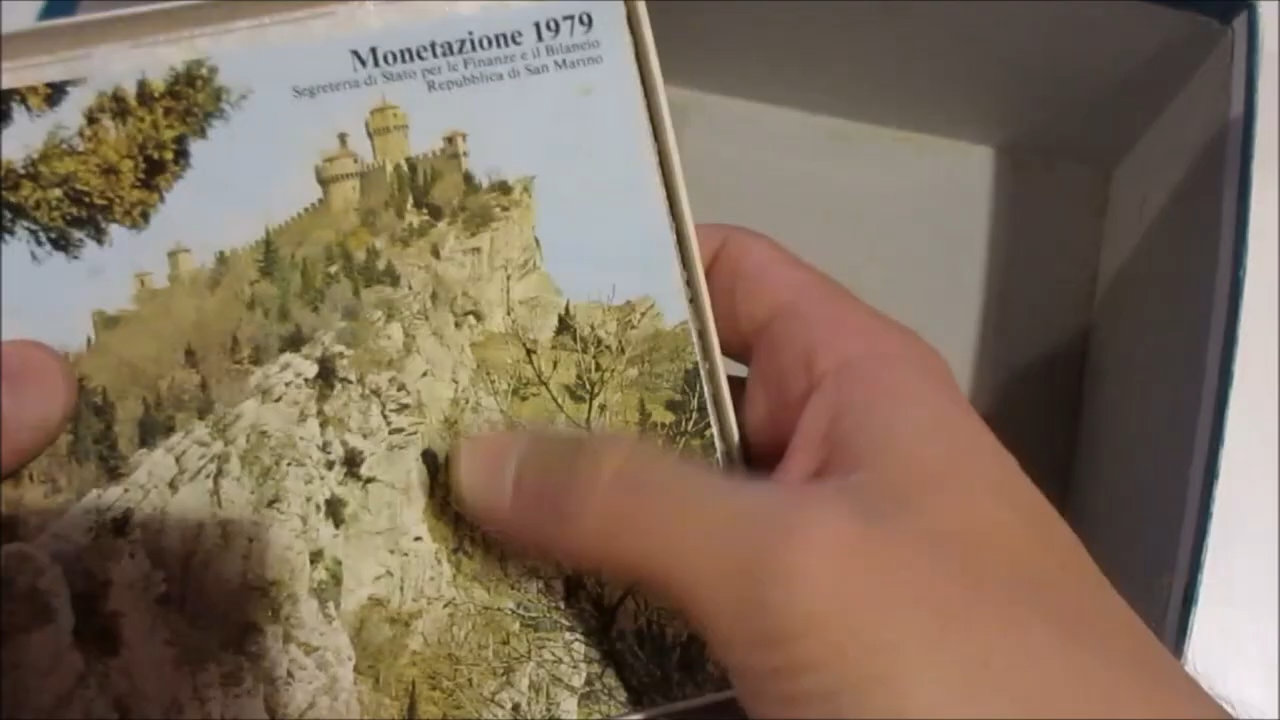 Monetazione 1979
Segreteria di Stato per le Finanze e il Bilancio
Repubblica di San Marino